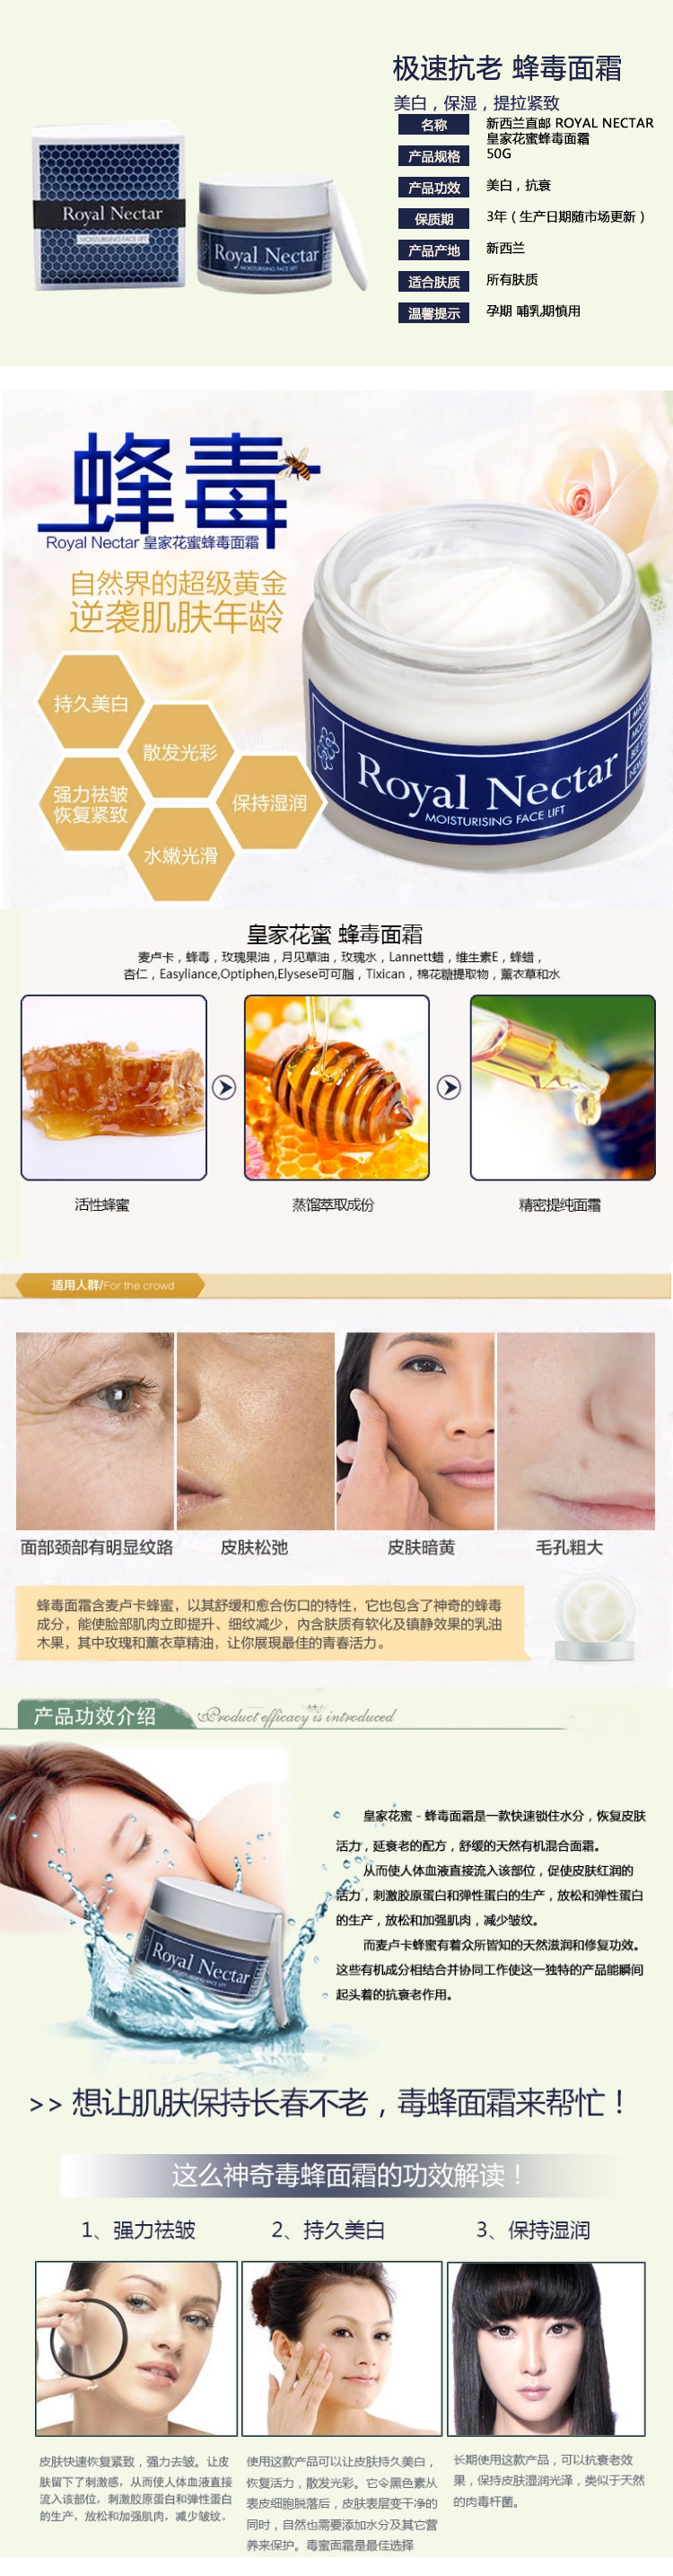 极速抗老 蜂毒面霜
美白，保湿，提拉紧致
名称 新西兰直邮 ROYAL NECTAR
皇家花蜜蜂毒面霜
产品规格 50G
产品功效 美白，抗衰
保质期 3年（生产日期随市场更新）
产品产地 新西兰
适合肤质 所有肤质
温馨提示 孕期 哺乳期慎用
Royal Nectar
MOISTURISING FACE LIFT
Royal Nectar
MOISTURISING FACE LIFT
蜂毒
Royal Nectar 皇家花蜜蜂毒面霜
自然界的超级黄金
逆袭肌肤年龄
持久美白
散发光彩
强力祛皱
恢复紧致
保持湿润
水嫩光滑
Royal Nectar
MOISTURISING FACE LIFT
皇家花蜜 蜂毒面霜
麦卢卡，蜂毒，玫瑰果油，月见草油，玫瑰水，Lannett蜡，维生素E，蜂蜡，
杏仁，Easyliance,Optiphen,Elysese可可脂，Tixican，棉花糖提取物，薰衣草和水
活性蜂蜜
蒸馏萃取成份
精密提纯面霜
适用人群/For the crowd
面部颈部有明显纹路
皮肤松弛
皮肤暗黄
毛孔粗大
蜂毒面霜含麦卢卡蜂蜜，以其舒缓和愈合伤口的特性，它也包含了神奇的蜂毒
成分，能使脸部肌肉立即提升、细纹减少，内含肤质有软化及镇静效果的乳油
木果，其中玫瑰和薰衣草精油，让你展现最佳的青春活力。
产品功效介绍 Product efficacy is introduced
皇家花蜜 - 蜂毒面霜是一款快速锁住水分，恢复皮肤
活力，延衰老的配方，舒缓的天然有机混合面霜。
从而使人体血液直接流入该部位，促使皮肤红润的
活力，刺激胶原蛋白和弹性蛋白的生产，放松和弹性蛋白
的生产，放松和加强肌肉，减少皱纹。
而麦卢卡蜂蜜有着众所皆知的天然滋润和修复功效。
这些有机成分相结合并协同工作使这一独特的产品能瞬间
起头着的抗衰老作用。
Royal Nectar
MOISTURISING FACE LIFT
>> 想让肌肤保持长春不老，毒蜂面霜来帮忙！
这么神奇毒蜂面霜的功效解读！
1、强力祛皱
2、持久美白
3、保持湿润
皮肤快速恢复紧致，强力去皱。让皮
肤留下了刺激感，从而使人体血液直接
流入该部位，刺激胶原蛋白和弹性蛋白
的生产，放松和加强肌肉，减少皱纹。
使用这款产品可以让皮肤持久美白，
恢复活力，散发光彩。它令黑色素从
表皮细胞脱落后，皮肤表层变干净的
同时，自然也需要添加水分及其它营
养来保护。毒蜜面霜是最佳选择
长期使用这款产品，可以抗衰老效
果，保持皮肤湿润光泽，类似于天然
的肉毒杆菌。